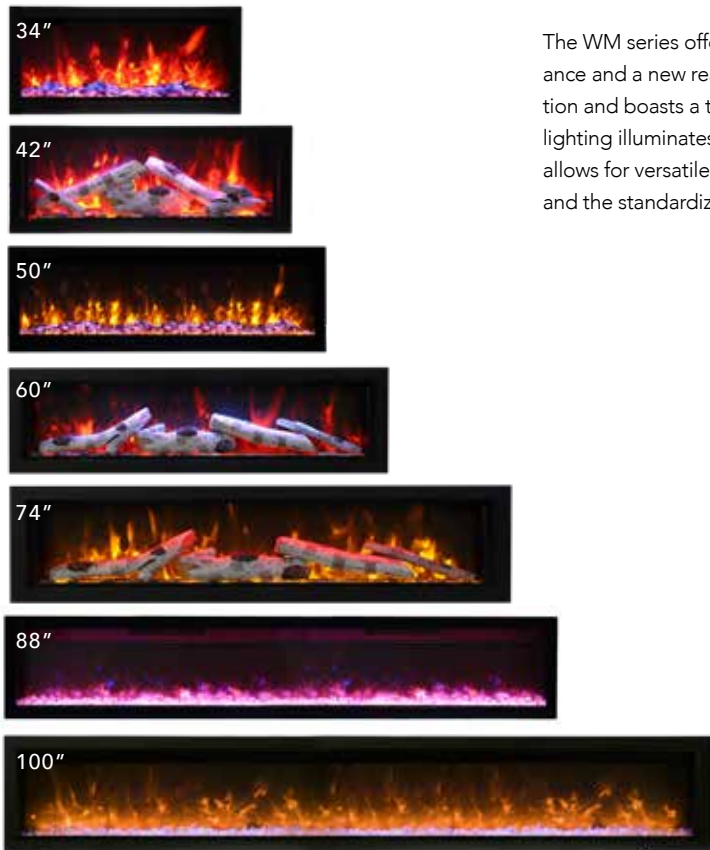 34"
42"
50"
60"
74"
88"
100"
The WM series off
ance and a new re
tion and boasts a t
lighting illuminates
allows for versatile
and the standardiz